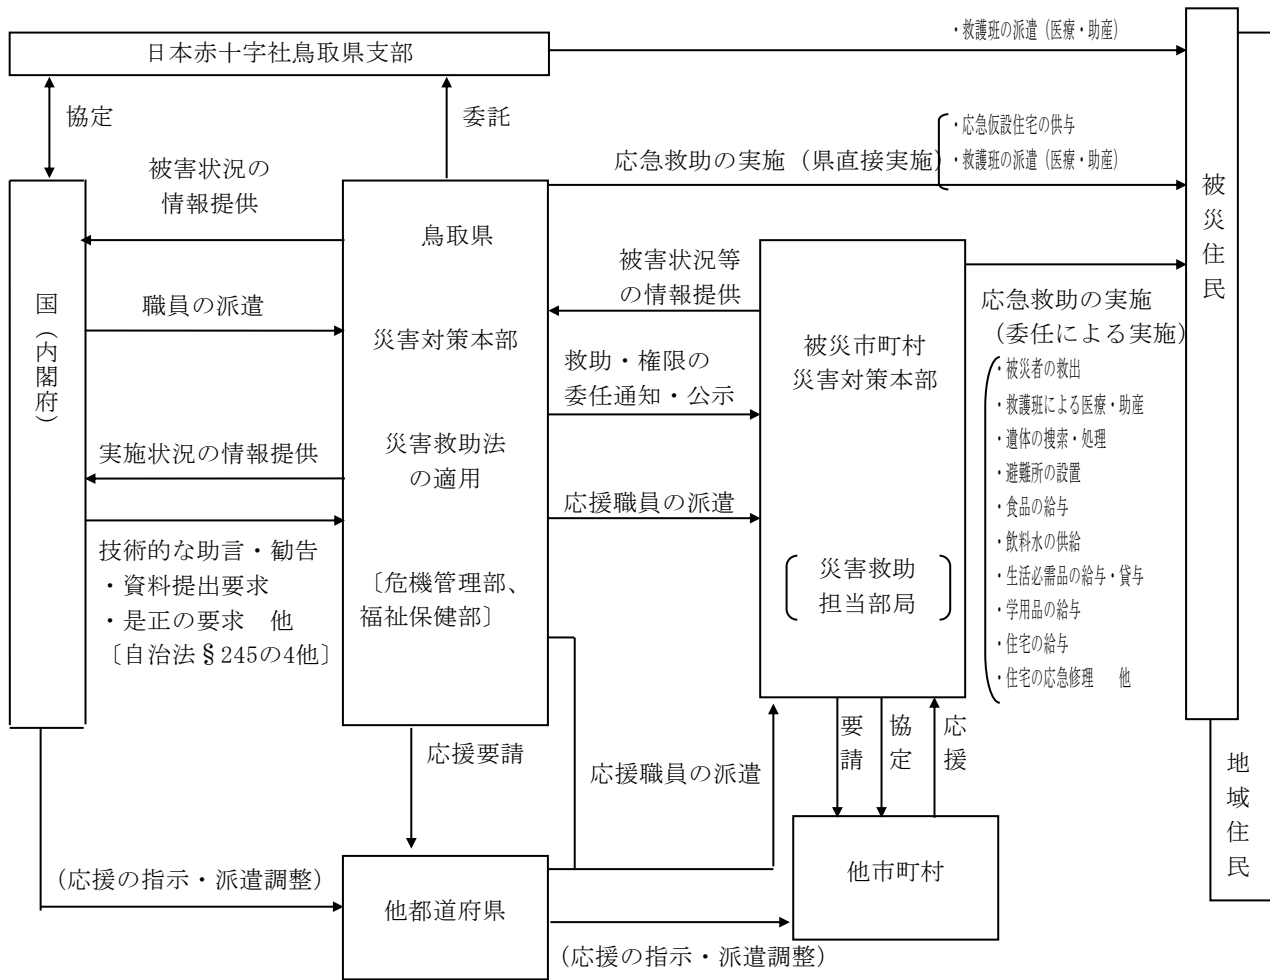 ・救護班の派遣（医療・助産）
日本赤十字社鳥取県支部
協定
委託
・応急仮設住宅の供与
・救護班の派遣（医療・助産）
応急救助の実施（県直接実施）
被害状況の
情報提供
被災住民
鳥取県
被害状況等
の情報提供
国（内閣府）
職員の派遣
災害対策本部
被災市町村
災害対策本部
応急救助の実施
（委任による実施）
救助・権限の
委任通知・公示
・被災者の救出
・救護班による医療・助産
・遺体の捜索・処理
・避難所の設置
・食品の給与
・飲料水の供給
・生活必需品の給与・貸与
・学用品の給与
・住宅の給与
・住宅の応急修理　他
実施状況の情報提供
災害救助法
の適用
応援職員の派遣
技術的な助言・勧告
・資料提出要求
・是正の要求　他
〔自治法§245の4他〕
〔危機管理部、
福祉保健部〕
災害救助
担当部局
応援要請
応援職員の派遣
要請
協定
応援
地域住民
（応援の指示・派遣調整）
他都道府県
他市町村
（応援の指示・派遣調整）